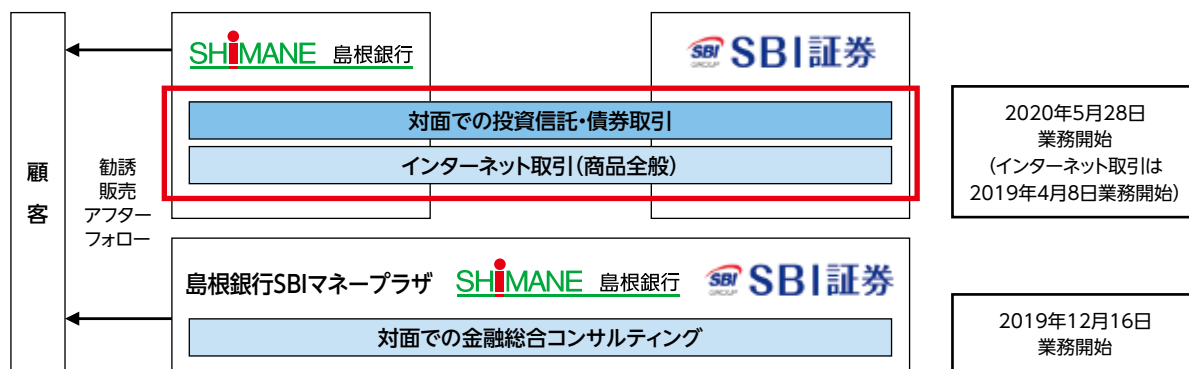 SHiMANE 島根銀行
SBI GROUP SBI証券
対面での投資信託・債券取引
インターネット取引(商品全般)
2020年5月28日
業務開始
(インターネット取引は
2019年4月8日業務開始)
顧客
勧誘
販売
アフター
フォロー
島根銀行SBIマネープラザ SHiMANE 島根銀行 SBI GROUP SBI証券
対面での金融総合コンサルティング
2019年12月16日
業務開始